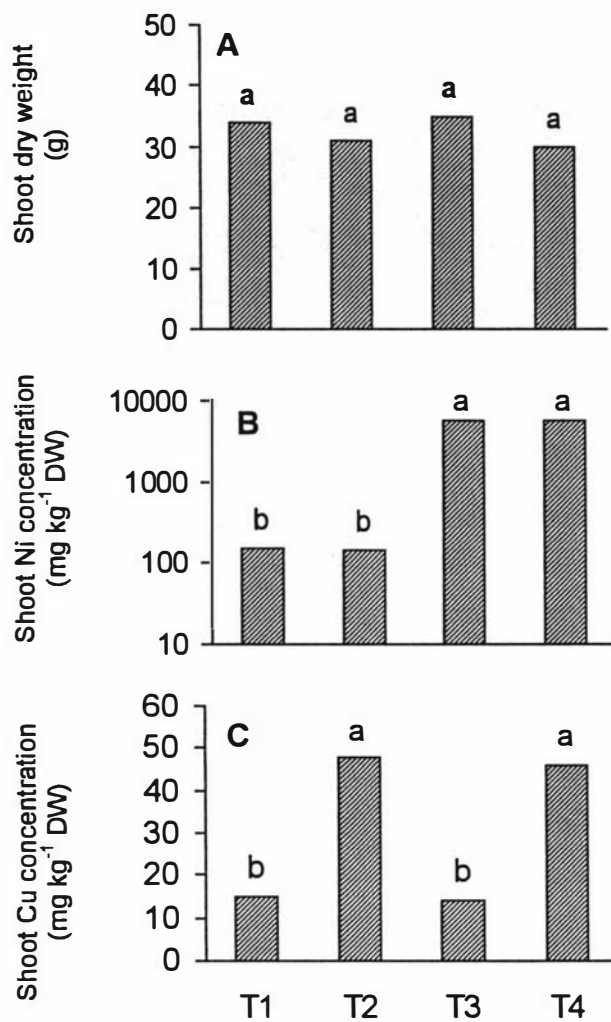 Shoot dry weight
(g)
A
50
40
30
20
10
0
a
a
a
a
Shoot Ni concentration
(mg kg-1 DW)
B
10000
1000
100
10
b
b
a
a
Shoot Cu concentration
(mg kg-1 DW)
C
60
50
40
30
20
10
0
b
a
b
a
T1 T2 T3 T4